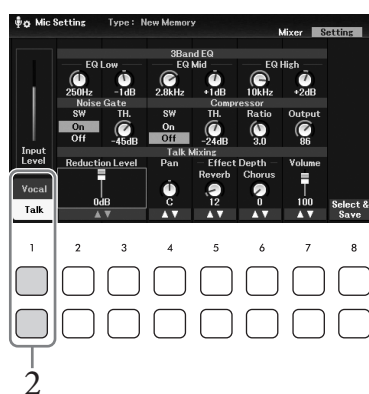 Mic Setting Type : New Memory
Mixer Setting
3Band EQ
EQ Low EQ Mid EQ High
250Hz -1dB 2.8kHz +1dB 10kHz +2dB
Noise Gate Compressor
SW TH. SW TH. Ratio Output
On On
Off -45dB Off -24dB 3.0 86
Input Level
Talk Mixing
Reduction Level Pan Effect Depth Volume
Reverb Chorus
Vocal
0dB C 12 0 100
Talk
Select & Save
1 2 3 4 5 6 7 8
2